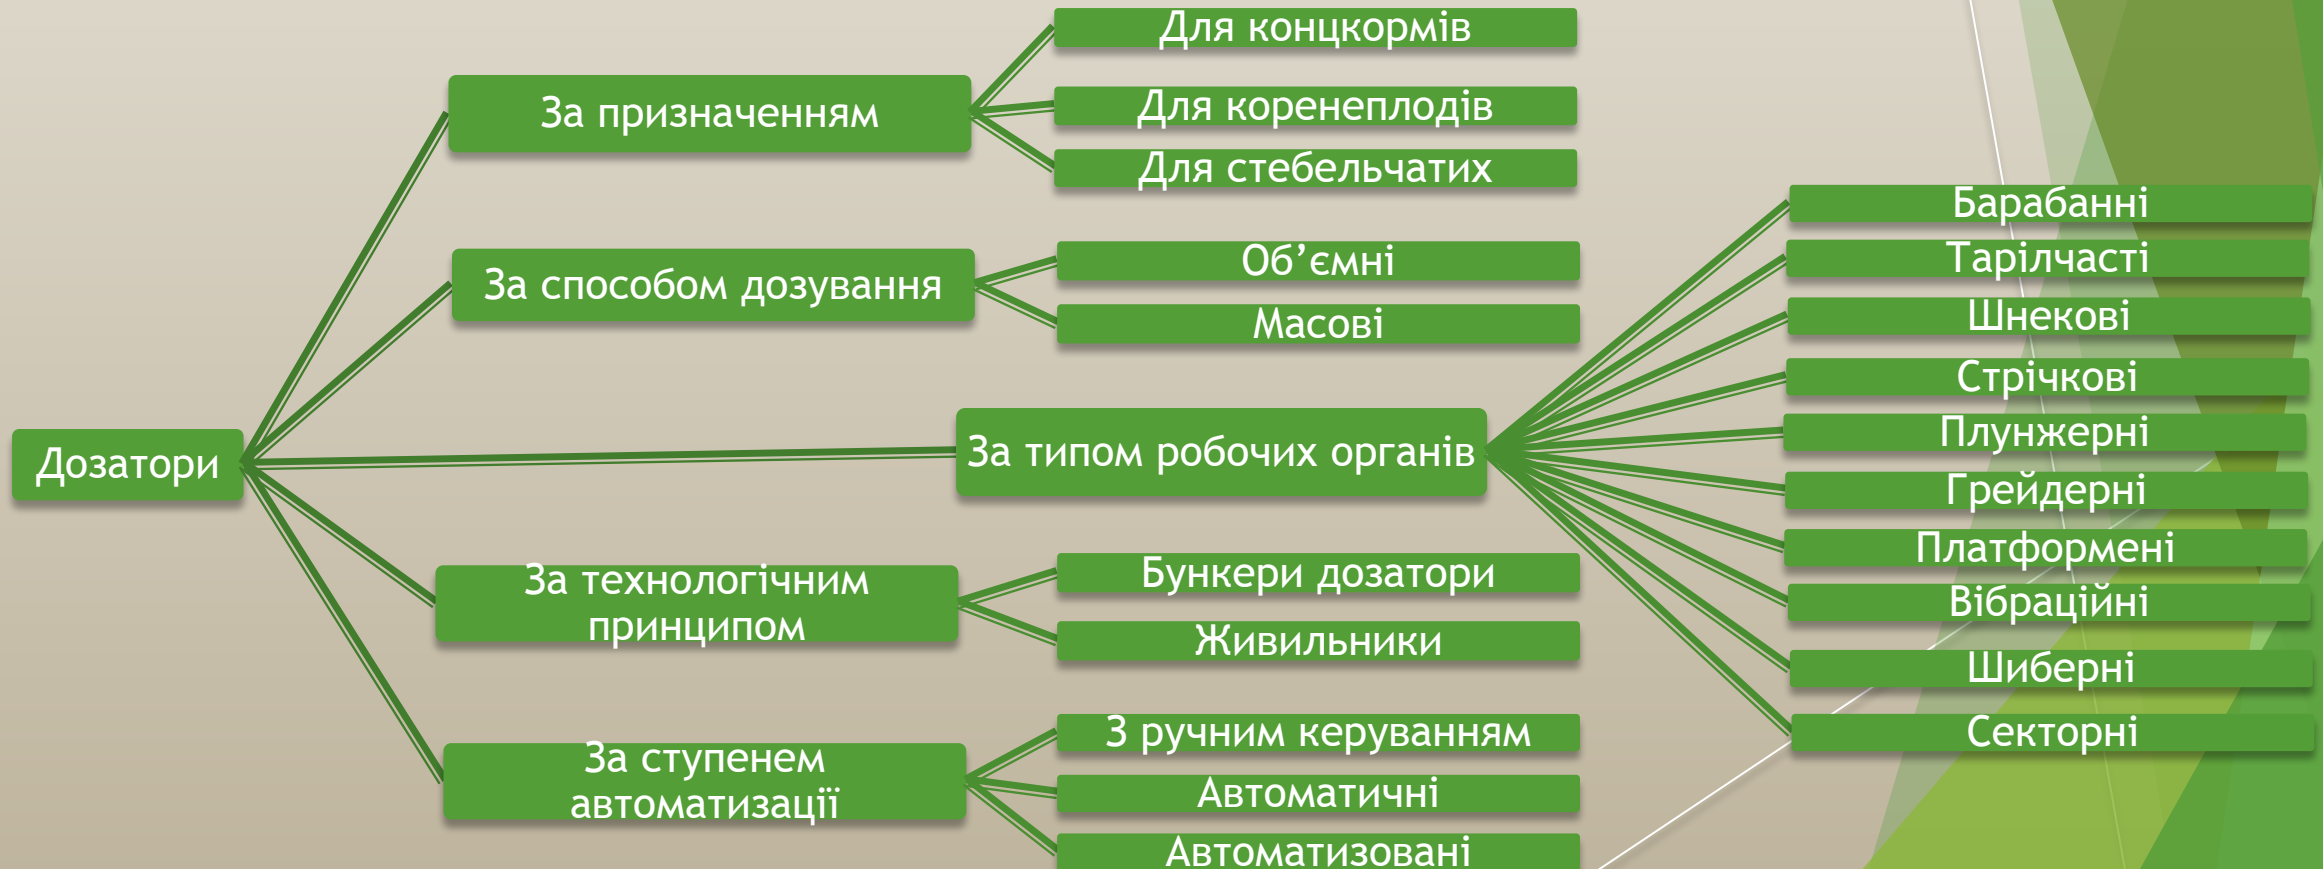 Дозатори
За призначенням
Для концкормів
Для коренеплодів
Для стебельчатих
За способом дозування
Об’ємні
Масові
За типом робочих органів
Барабанні
Тарілчасті
Шнекові
Стрічкові
Плунжерні
Грейдерні
Платформені
Вібраційні
Шиберні
Секторні
За технологічним
принципом
Бункери дозатори
Живильники
За ступенем
автоматизації
З ручним керуванням
Автоматичні
Автоматизовані